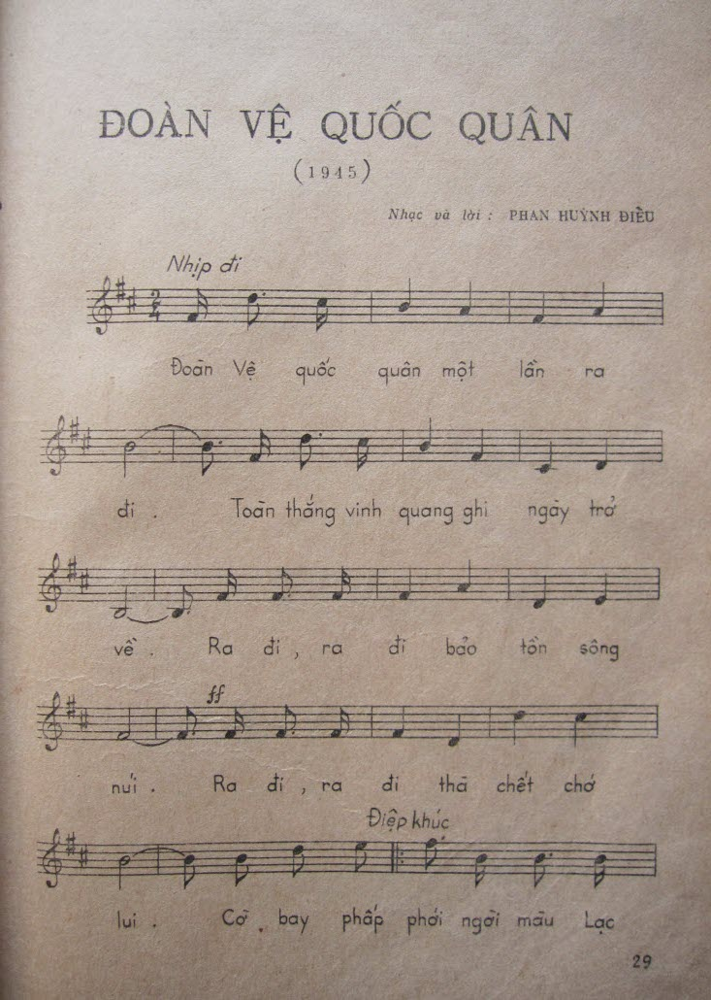 ĐOÀN VỆ QUỐC QUÂN
(1945)
Nhạc và lời : PHAN HUỲNH ĐIỂU
Nhịp đi
2/4
Đoàn Vệ quốc quân một lần ra
đi . Toàn thắng vinh quang ghi ngày trở
về . Ra đi , ra đi bảo tồn sông
ff
núi . Ra đi , ra đi thà chết chớ
Điệp khúc
lui . Cờ bay phấp phới ngời màu Lạc
29